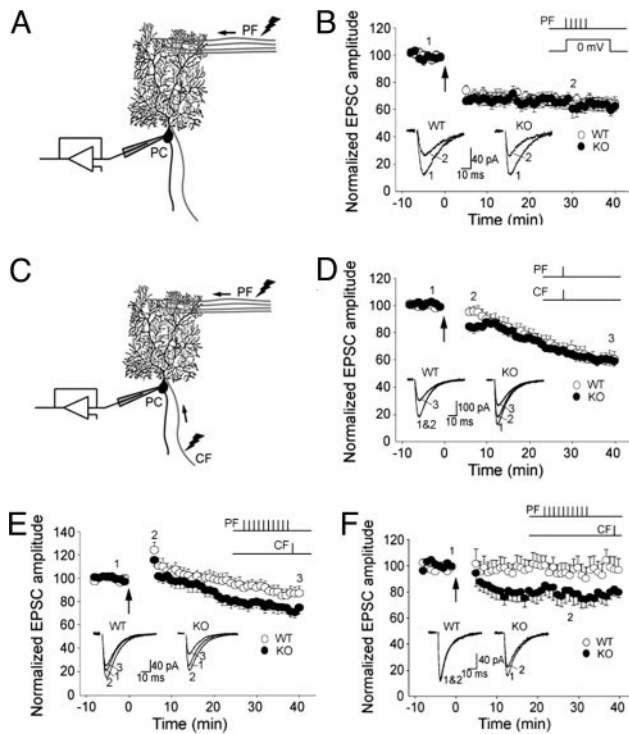 A
PF
PC
B
PF
0 mV
Normalized EPSC amplitude
120
100
80
60
40
20
0
1
2
WT
KO
2
1
40 pA
10 ms
2
1
WT
KO
-10 0 10 20 30 40
Time (min)
C
PF
PC
CF
D
PF
CF
Normalized EPSC amplitude
120
100
80
60
40
20
0
1
2
3
WT
KO
3
1&2
100 pA
10 ms
3
2
1
WT
KO
-10 0 10 20 30 40
Time (min)
E
PF
CF
Normalized EPSC amplitude
140
120
100
80
60
40
20
0
1
2
3
WT
KO
3
1
2
40 pA
10 ms
3
1
2
WT
KO
-10 0 10 20 30 40
Time (min)
F
PF
CF
Normalized EPSC amplitude
120
100
80
60
40
20
0
1
2
WT
KO
1&2
40 pA
10 ms
2
1
WT
KO
-10 0 10 20 30 40
Time (min)